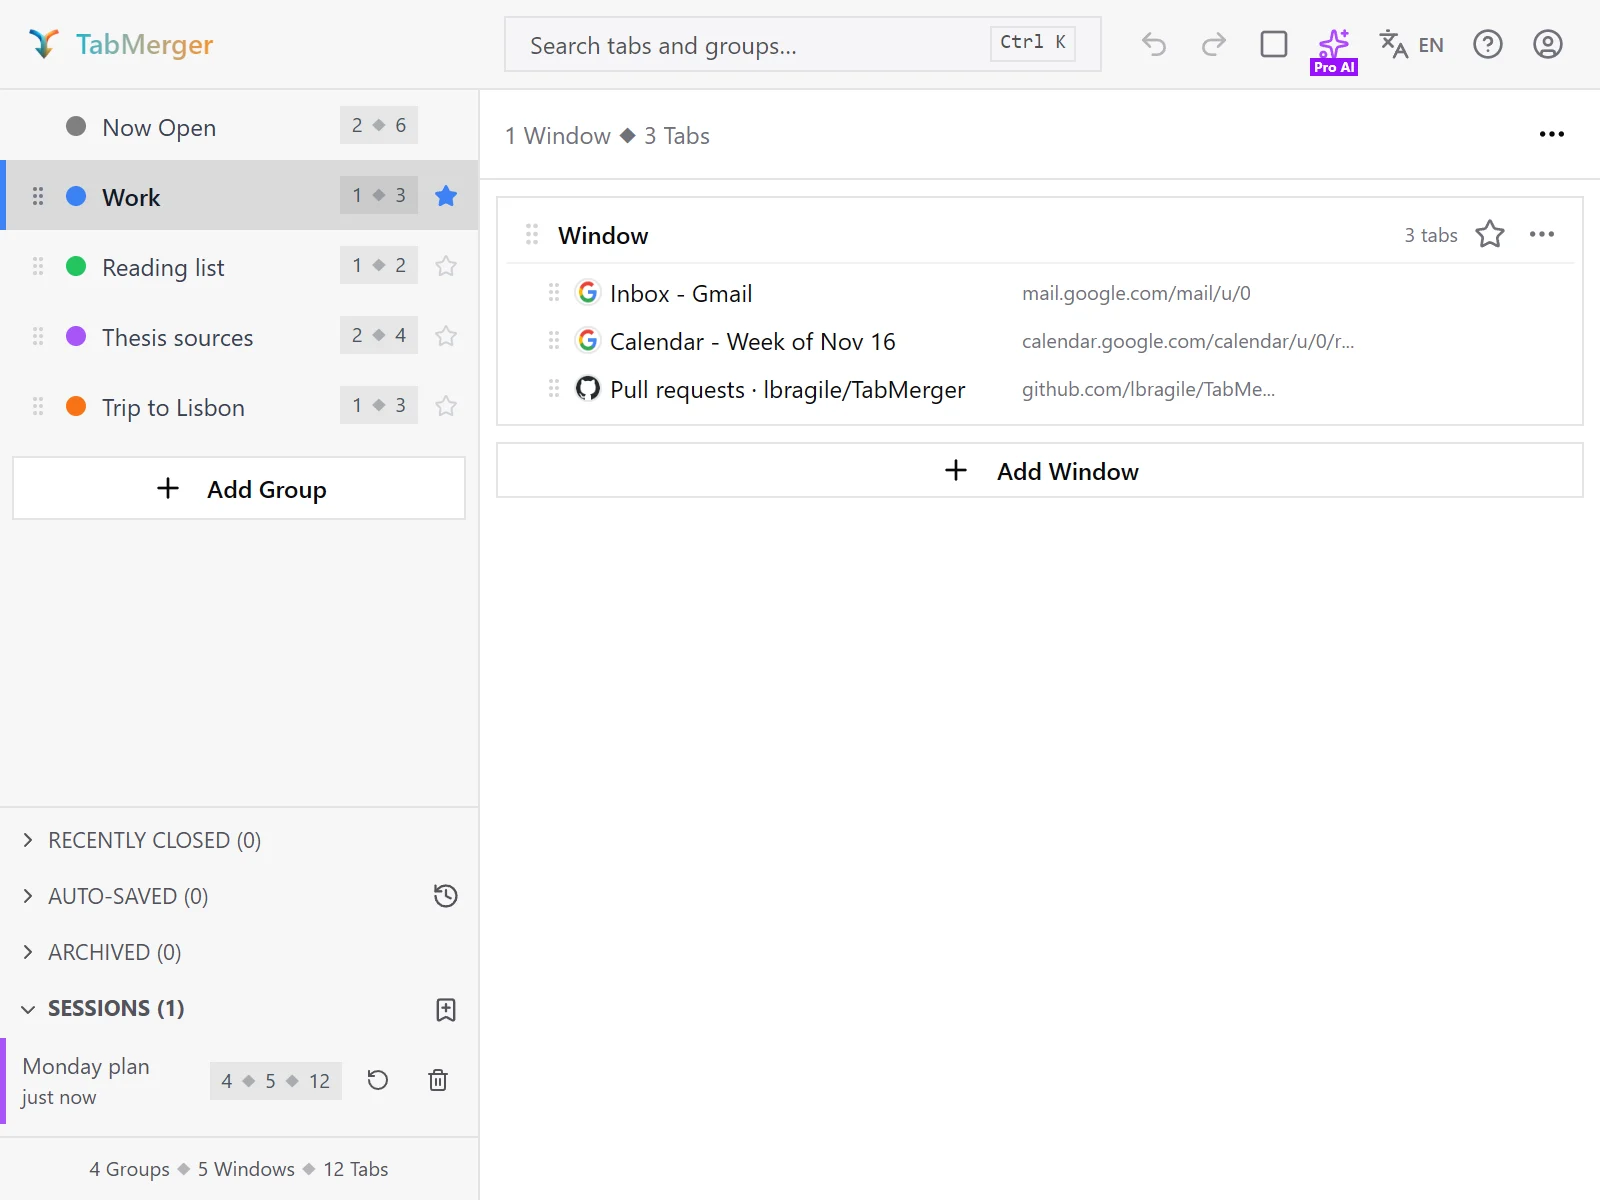 TabMerger
Search tabs and groups... Ctrl K
Pro AI
EN
Now Open 2 ◆ 6
Work 1 ◆ 3
Reading list 1 ◆ 2
Thesis sources 2 ◆ 4
Trip to Lisbon 1 ◆ 3
+ Add Group
RECENTLY CLOSED (0)
AUTO-SAVED (0)
ARCHIVED (0)
SESSIONS (1)
Monday plan
just now
4 ◆ 5 ◆ 12
4 Groups ◆ 5 Windows ◆ 12 Tabs
1 Window ◆ 3 Tabs
Window 3 tabs
Inbox - Gmail mail.google.com/mail/u/0
Calendar - Week of Nov 16 calendar.google.com/calendar/u/0/r...
Pull requests · lbragile/TabMerger github.com/lbragile/TabMe...
+ Add Window